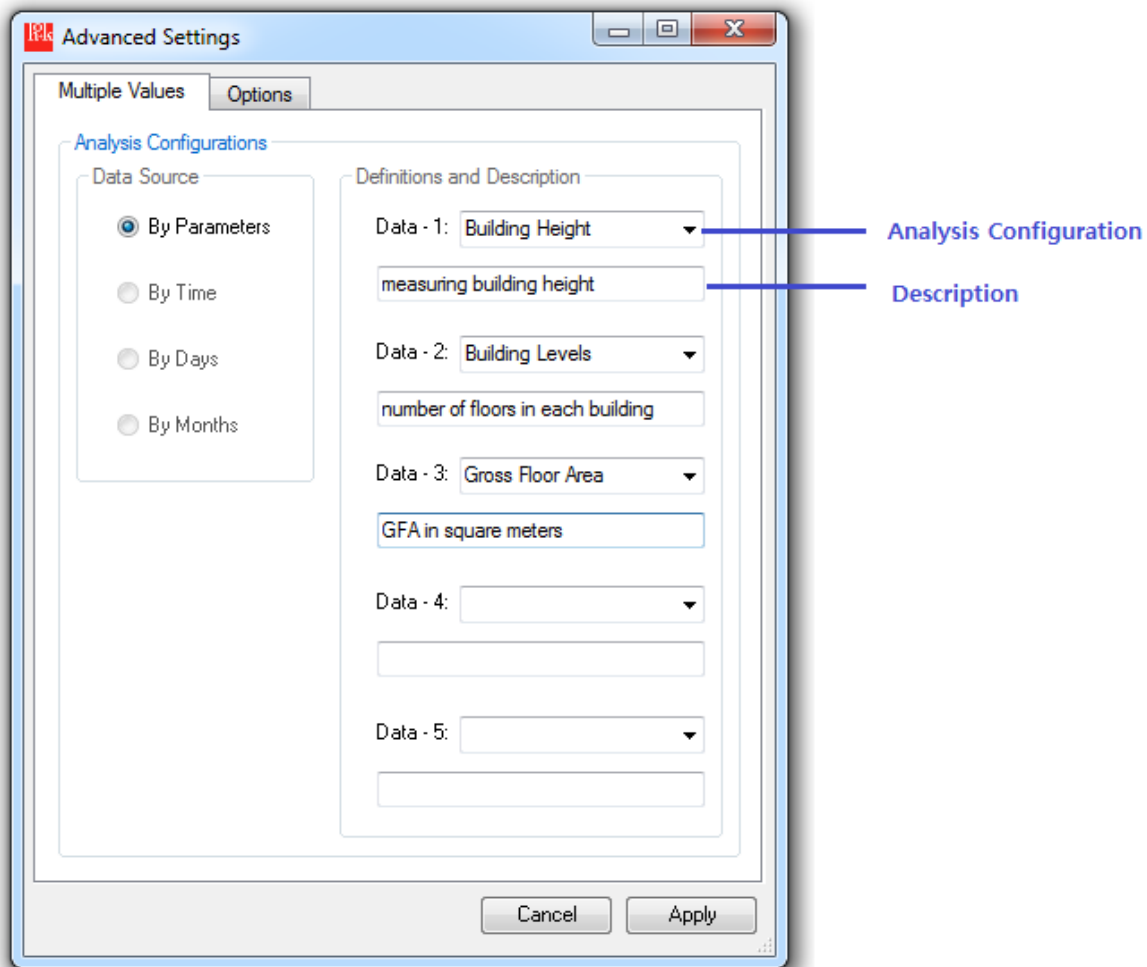 Advanced Settings
Multiple Values
Options
Analysis Configurations
Data Source
By Parameters
By Time
By Days
By Months
Definitions and Description
Data - 1: Building Height
measuring building height
Data - 2: Building Levels
number of floors in each building
Data - 3: Gross Floor Area
GFA in square meters
Data - 4:
Data - 5:
Cancel
Apply
Analysis Configuration
Description